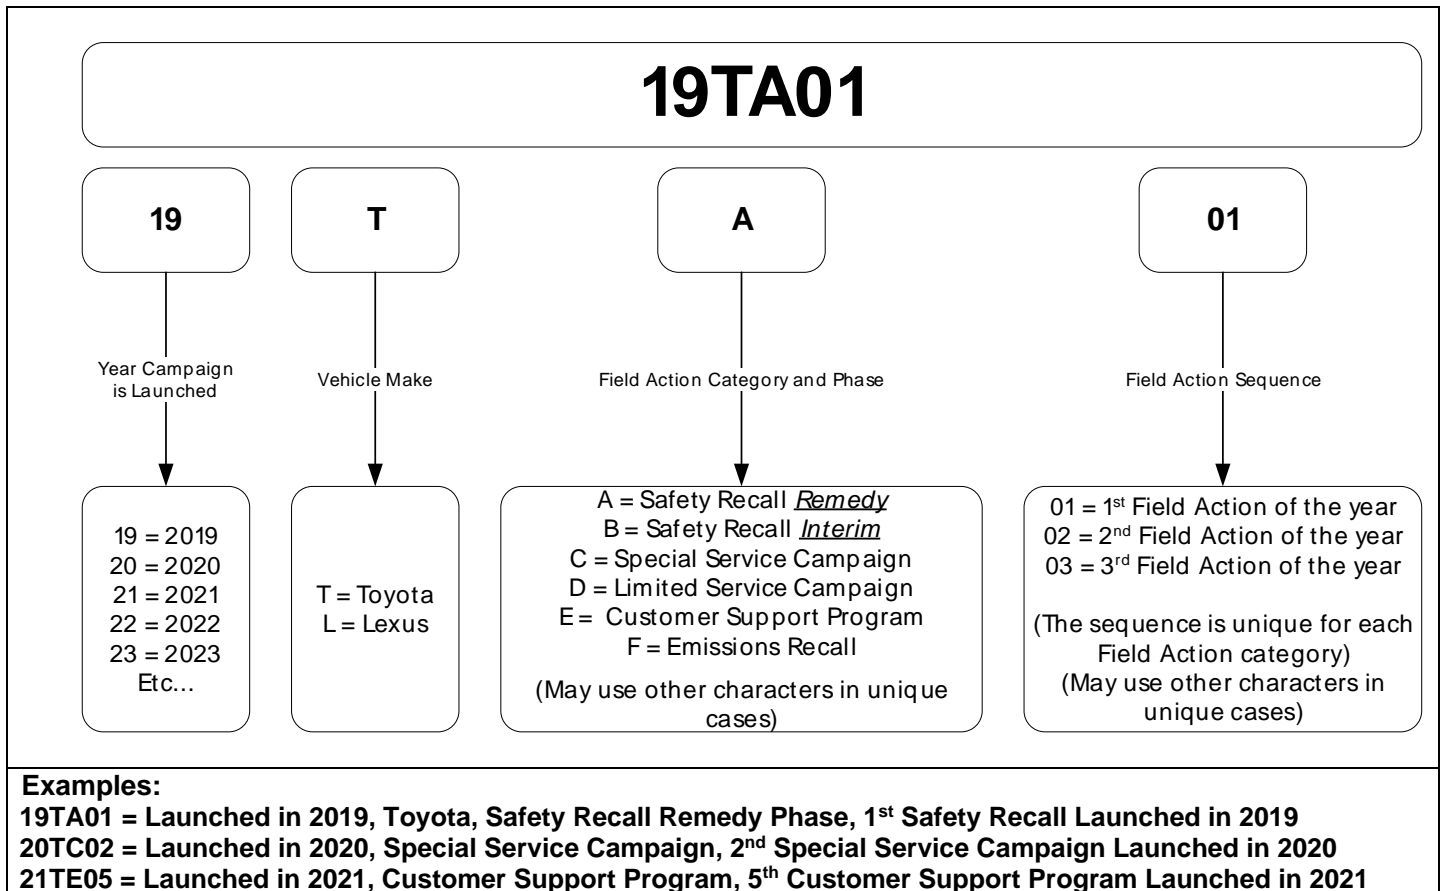 19TA01
19
T
A
01
Year Campaign
is Launched
Vehicle Make
Field Action Category and Phase
Field Action Sequence
19 = 2019
20 = 2020
21 = 2021
22 = 2022
23 = 2023
Etc…
T = Toyota
L = Lexus
A = Safety Recall Remedy
B = Safety Recall Interim
C = Special Service Campaign
D = Limited Service Campaign
E = Customer Support Program
F = Emissions Recall
(May use other characters in unique
cases)
01 = 1st Field Action of the year
02 = 2nd Field Action of the year
03 = 3rd Field Action of the year
(The sequence is unique for each
Field Action category)
(May use other characters in
unique cases)
Examples:
19TA01 = Launched in 2019, Toyota, Safety Recall Remedy Phase, 1st Safety Recall Launched in 2019
20TC02 = Launched in 2020, Special Service Campaign, 2nd Special Service Campaign Launched in 2020
21TE05 = Launched in 2021, Customer Support Program, 5th Customer Support Program Launched in 2021